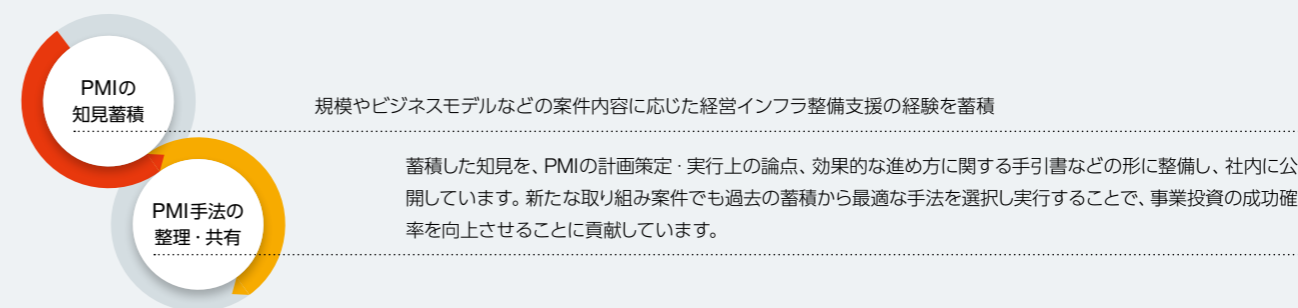 PMIの
知見蓄積
規模やビジネスモデルなどの案件内容に応じた経営インフラ整備支援の経験を蓄積
PMI手法の
整理・共有
蓄積した知見を、PMIの計画策定・実行上の論点、効果的な進め方に関する手引書などの形に整備し、社内に公
開しています。新たな取り組み案件でも過去の蓄積から最適な手法を選択し実行することで、事業投資の成功確
率を向上させることに貢献しています。